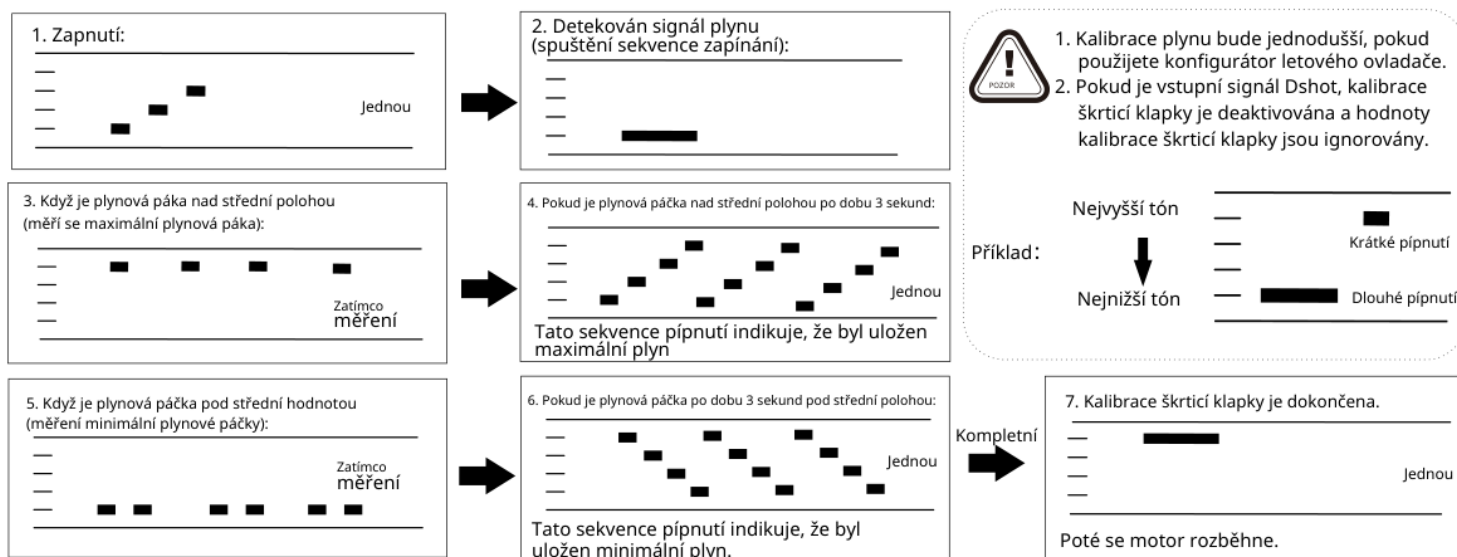 1. Zapnutí:
Jednou
2. Detekován signál plynu
(spuštění sekvence zapínání):
3. Když je plynová páka nad střední polohou
(měří se maximální plynová páka):
Zatímco
měření
4. Pokud je plynová páčka nad střední polohou po dobu 3 sekund:
Jednou
Tato sekvence pípnutí indikuje, že byl uložen
maximální plyn
5. Když je plynová páčka pod střední hodnotou
(měření minimální plynové páčky):
Zatímco
měření
6. Pokud je plynová páčka po dobu 3 sekund pod střední polohou:
Jednou
Tato sekvence pípnutí indikuje, že byl
uložen minimální plyn.
Kompletní
7. Kalibrace škrticí klapky je dokončena.
Jednou
Poté se motor rozběhne.
POZOR
1. Kalibrace plynu bude jednodušší, pokud
použijete konfigurátor letového ovladače.
2. Pokud je vstupní signál Dshot, kalibrace
škrticí klapky je deaktivována a hodnoty
kalibrace škrticí klapky jsou ignorovány.
Příklad:
Nejvyšší tón
Nejnižší tón
Krátké pípnutí
Dlouhé pípnutí